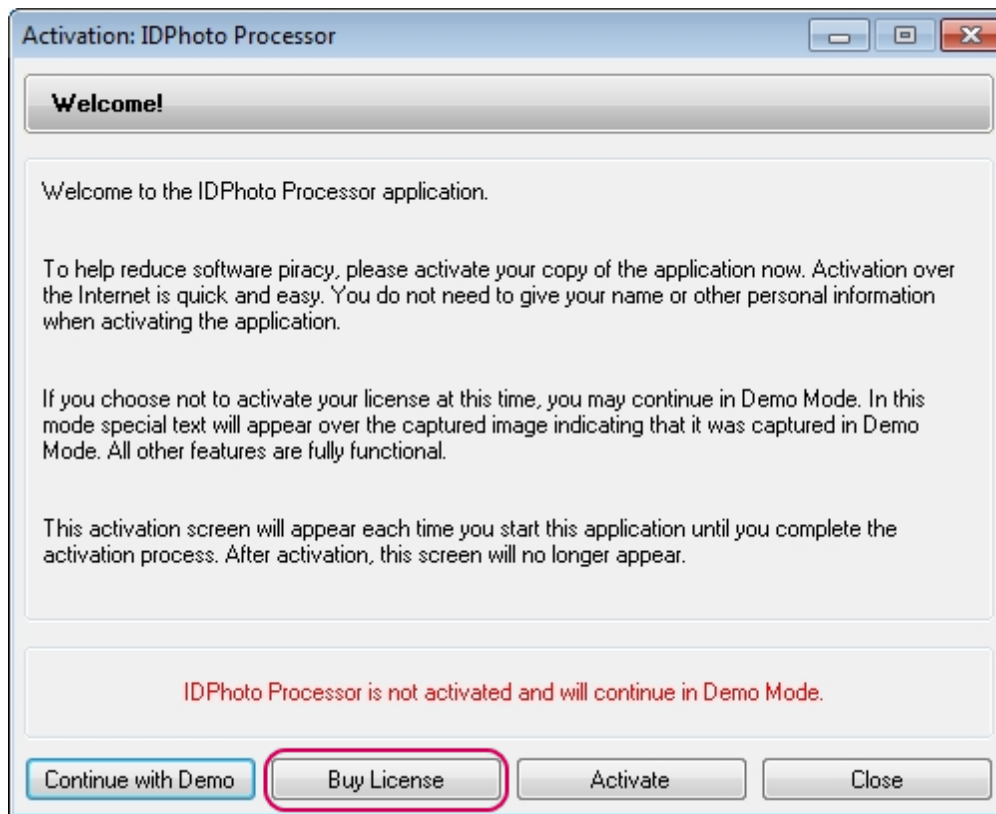 Activation: IDPhoto Processor
Welcome!
Welcome to the IDPhoto Processor application.
To help reduce software piracy, please activate your copy of the application now. Activation over
the Internet is quick and easy. You do not need to give your name or other personal information
when activating the application.
If you choose not to activate your license at this time, you may continue in Demo Mode. In this
mode special text will appear over the captured image indicating that it was captured in Demo
Mode. All other features are fully functional.
This activation screen will appear each time you start this application until you complete the
activation process. After activation, this screen will no longer appear.
IDPhoto Processor is not activated and will continue in Demo Mode.
Continue with Demo Buy License Activate Close